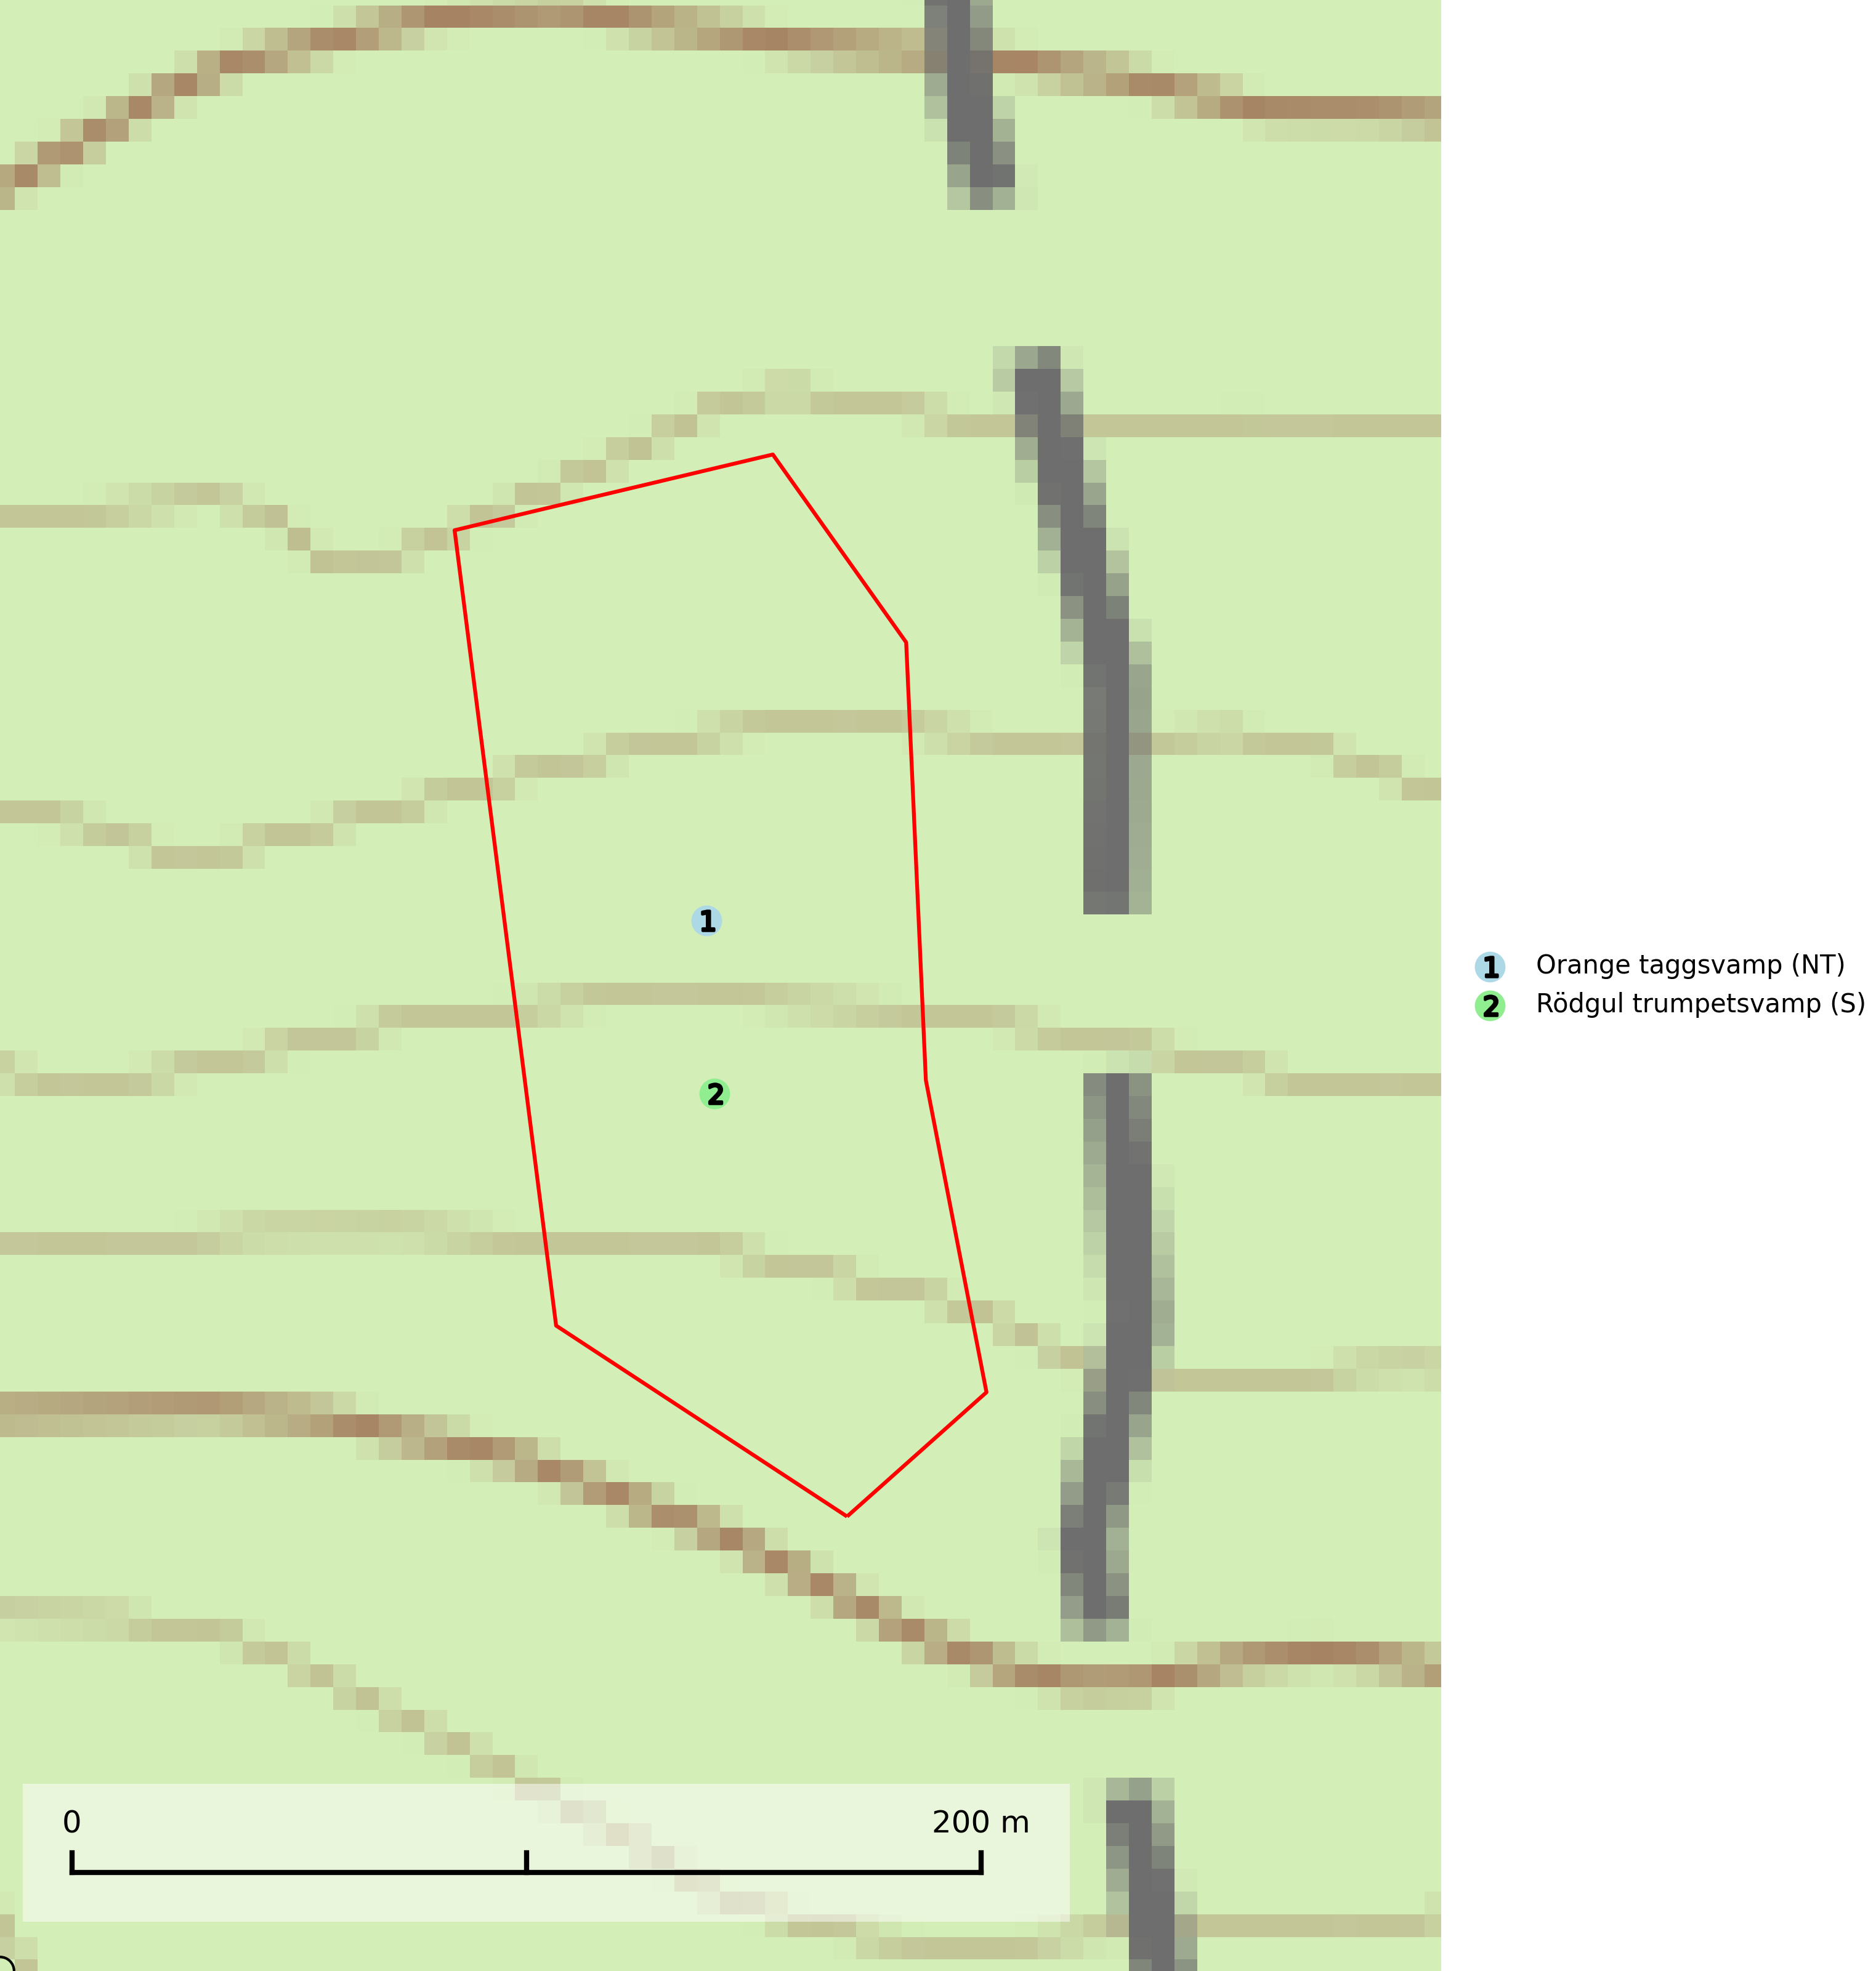 1
2
1 Orange taggsvamp (NT)
2 Rödgul trumpetsvamp (S)
0 200 m